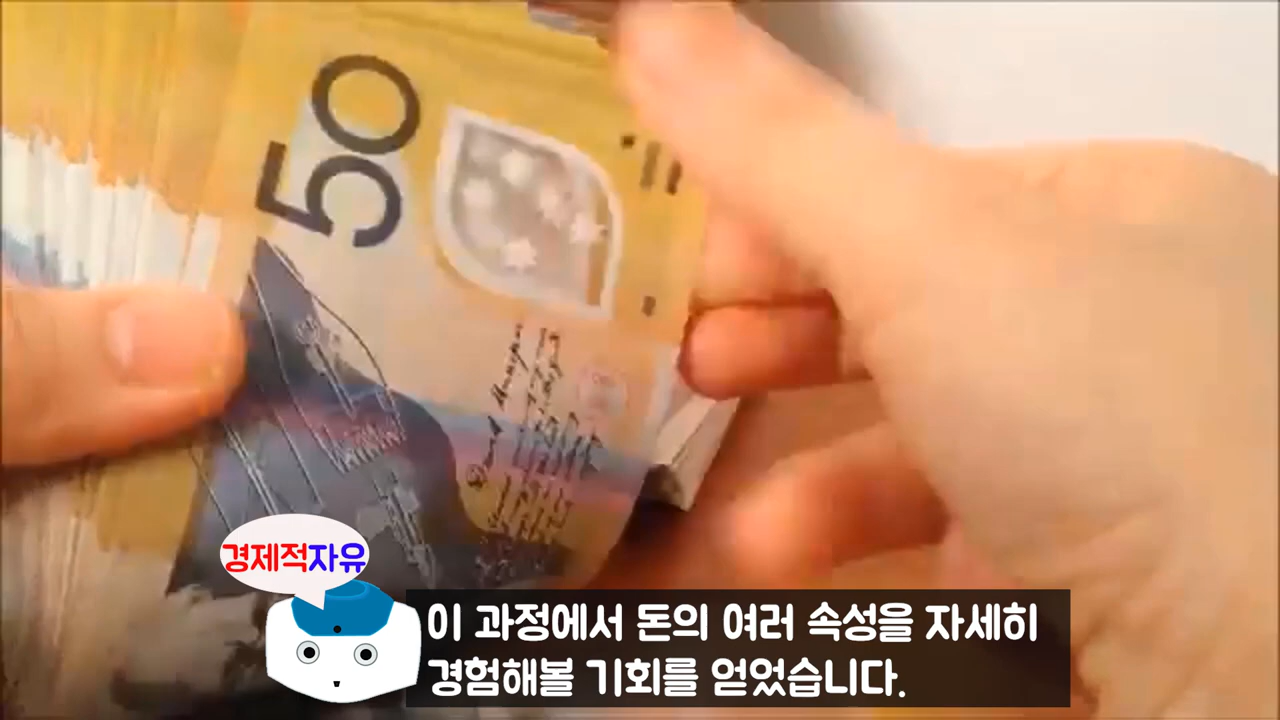 50
경제적자유
이 과정에서 돈의 여러 속성을 자세히
경험해볼 기회를 얻었습니다.